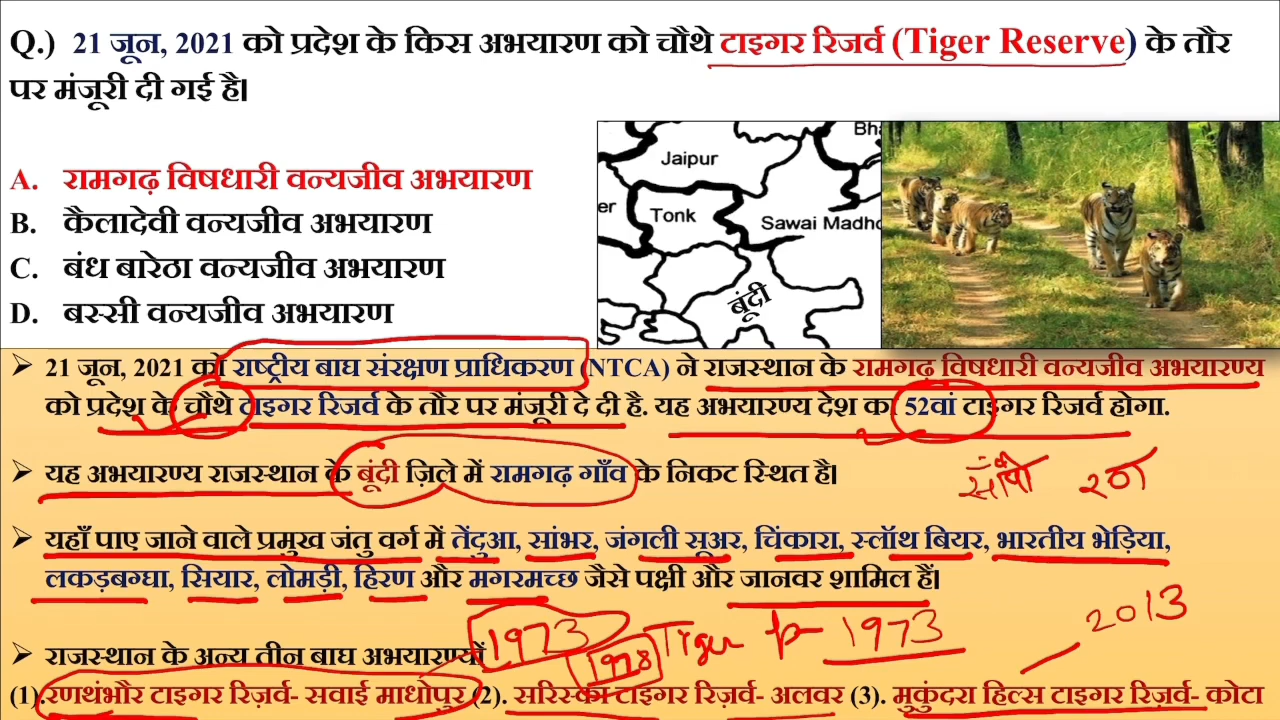 Q.) 21 जून, 2021 को प्रदेश के किस अभयारण को चौथे टाइगर रिजर्व (Tiger Reserve) के तौर
पर मंजूरी दी गई है।
A. रामगढ़ विषधारी वन्यजीव अभयारण
B. कैलादेवी वन्यजीव अभयारण
C. बंध बारेठा वन्यजीव अभयारण
D. बस्सी वन्यजीव अभयारण
Jaipur
Tonk
Sawai Madho
बूंदी
➢ 21 जून, 2021 को राष्ट्रीय बाघ संरक्षण प्राधिकरण (NTCA) ने राजस्थान के रामगढ़ विषधारी वन्यजीव अभयारण्य
को प्रदेश के चौथे टाइगर रिजर्व के तौर पर मंजूरी दे दी है. यह अभयारण्य देश का 52वां टाइगर रिजर्व होगा.
➢ यह अभयारण्य राजस्थान के बूंदी ज़िले में रामगढ़ गाँव के निकट स्थित है।
➢ यहाँ पाए जाने वाले प्रमुख जंतु वर्ग में तेंदुआ, सांभर, जंगली सूअर, चिंकारा, स्लॉथ बियर, भारतीय भेड़िया,
लकड़बग्घा, सियार, लोमड़ी, हिरण और मगरमच्छ जैसे पक्षी और जानवर शामिल हैं।
2013
1973
1978
Tiger
1973
➢ राजस्थान के अन्य तीन बाघ अभयारण्यों
(1).रणथंभौर टाइगर रिज़र्व- सवाई माधोपुर (2). सरिस्का टाइगर रिज़र्व- अलवर (3). मुकुंदरा हिल्स टाइगर रिज़र्व- कोटा